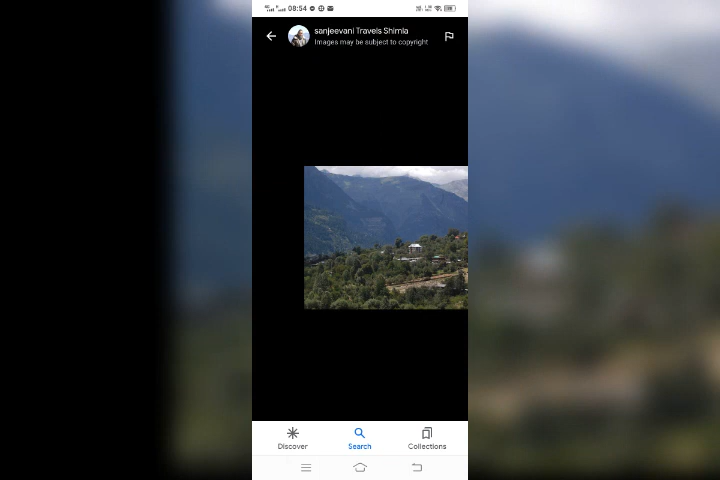 08:54
sanjeevani Travels Shimla
Images may be subject to copyright
Discover
Search
Collections